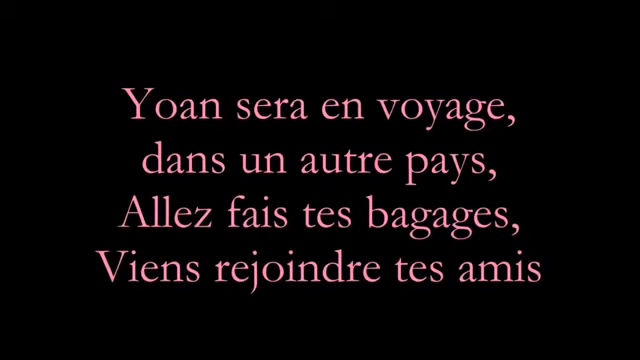 Yoan sera en voyage,
dans un autre pays,
Allez fais tes bagages,
Viens rejoindre tes amis